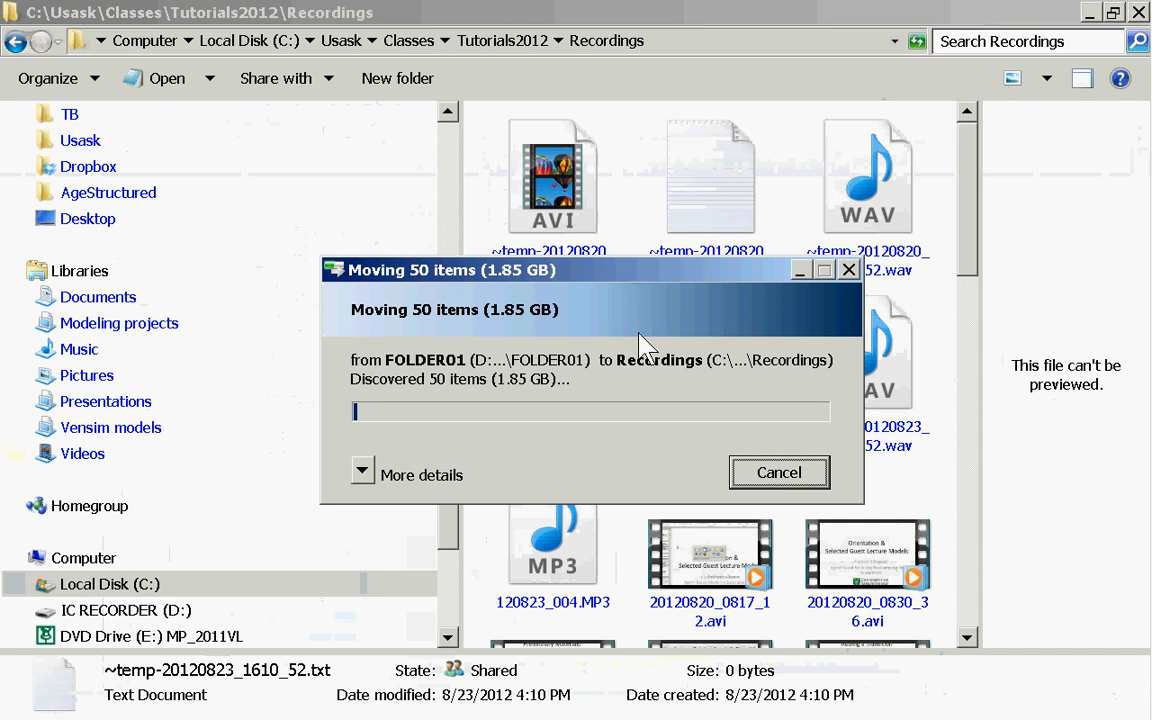 C:\Usask\Classes\Tutorials2012\Recordings
Computer Local Disk (C:) Usask Classes Tutorials2012 Recordings
Search Recordings
Organize Open Share with New folder
TB
Usask
Dropbox
AgeStructured
Desktop
Libraries
Documents
Modeling projects
Music
Pictures
Presentations
Vensim models
Videos
Homegroup
Computer
Local Disk (C:)
IC RECORDER (D:)
DVD Drive (E:) MP_2011VL
AVI
WAV
~temp-20120820
~temp-20120820
~temp-20120820_
52.wav
Moving 50 items (1.85 GB)
Moving 50 items (1.85 GB)
from FOLDER01 (D:...\FOLDER01) to Recordings (C:\...\Recordings)
Discovered 50 items (1.85 GB)...
More details
Cancel
AV
0120823_
52.wav
This file can't be
previewed.
MP3
Orientation &
Selected Guest Lecture Models
120823_004.MP3
20120820_0817_1
2.avi
20120820_0830_3
6.avi
~temp-20120823_1610_52.txt
Text Document
State: Shared
Date modified: 8/23/2012 4:10 PM
Size: 0 bytes
Date created: 8/23/2012 4:10 PM